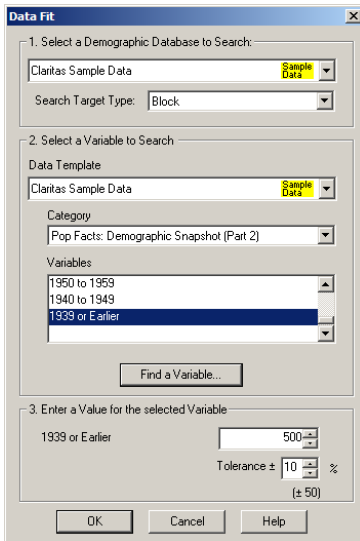 Data Fit
1. Select a Demographic Database to Search:
Claritas Sample Data Sample Data
Search Target Type: Block
2. Select a Variable to Search
Data Template
Claritas Sample Data Sample Data
Category
Pop Facts: Demographic Snapshot (Part 2)
Variables
1950 to 1959
1940 to 1949
1939 or Earlier
Find a Variable...
3. Enter a Value for the selected Variable
1939 or Earlier 500
Tolerance ± 10 %
(± 50)
OK Cancel Help